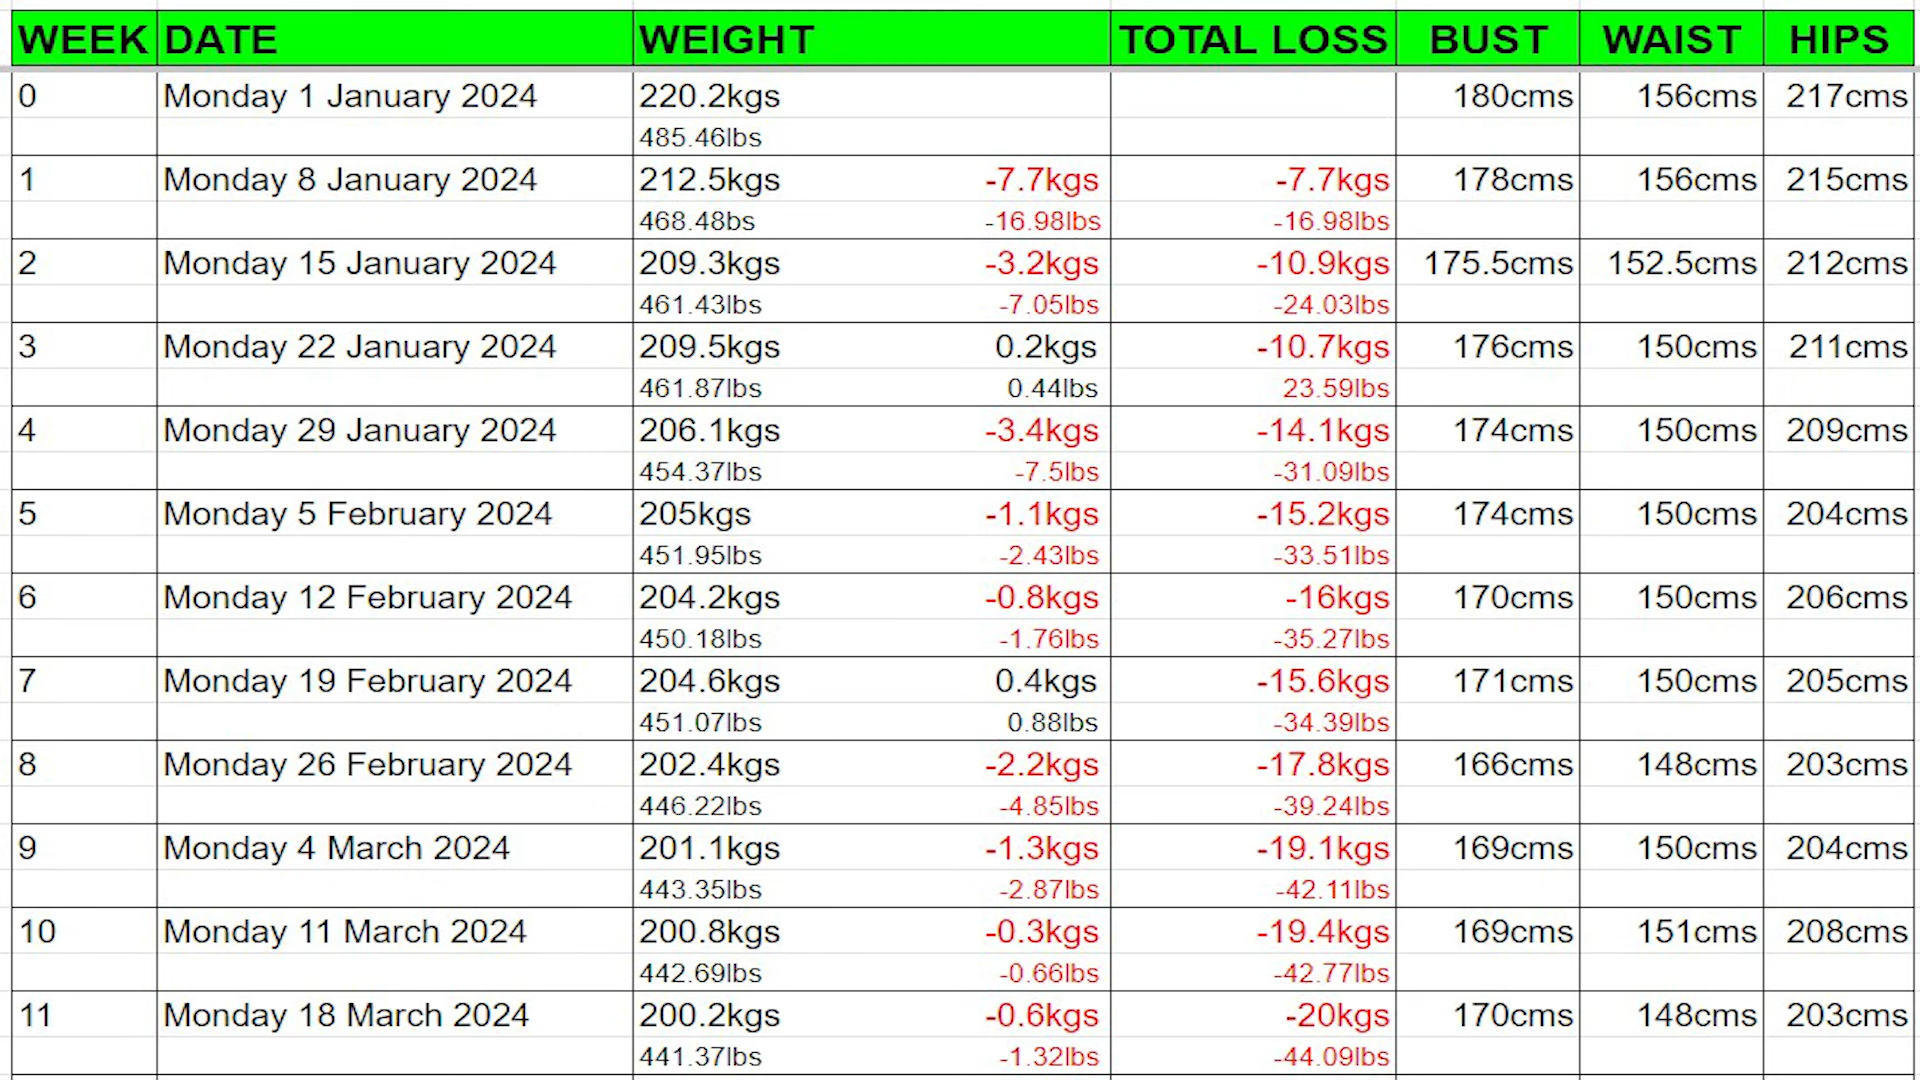 WEEK DATE WEIGHT TOTAL LOSS BUST WAIST HIPS
0 Monday 1 January 2024 220.2kgs 180cms 156cms 217cms
485.46lbs
1 Monday 8 January 2024 212.5kgs -7.7kgs -7.7kgs 178cms 156cms 215cms
468.48bs -16.98lbs -16.98lbs
2 Monday 15 January 2024 209.3kgs -3.2kgs -10.9kgs 175.5cms 152.5cms 212cms
461.43lbs -7.05lbs -24.03lbs
3 Monday 22 January 2024 209.5kgs 0.2kgs -10.7kgs 176cms 150cms 211cms
461.87lbs 0.44lbs 23.59lbs
4 Monday 29 January 2024 206.1kgs -3.4kgs -14.1kgs 174cms 150cms 209cms
454.37lbs -7.5lbs -31.09lbs
5 Monday 5 February 2024 205kgs -1.1kgs -15.2kgs 174cms 150cms 204cms
451.95lbs -2.43lbs -33.51lbs
6 Monday 12 February 2024 204.2kgs -0.8kgs -16kgs 170cms 150cms 206cms
450.18lbs -1.76lbs -35.27lbs
7 Monday 19 February 2024 204.6kgs 0.4kgs -15.6kgs 171cms 150cms 205cms
451.07lbs 0.88lbs -34.39lbs
8 Monday 26 February 2024 202.4kgs -2.2kgs -17.8kgs 166cms 148cms 203cms
446.22lbs -4.85lbs -39.24lbs
9 Monday 4 March 2024 201.1kgs -1.3kgs -19.1kgs 169cms 150cms 204cms
443.35lbs -2.87lbs -42.11lbs
10 Monday 11 March 2024 200.8kgs -0.3kgs -19.4kgs 169cms 151cms 208cms
442.69lbs -0.66lbs -42.77lbs
11 Monday 18 March 2024 200.2kgs -0.6kgs -20kgs 170cms 148cms 203cms
441.37lbs -1.32lbs -44.09lbs